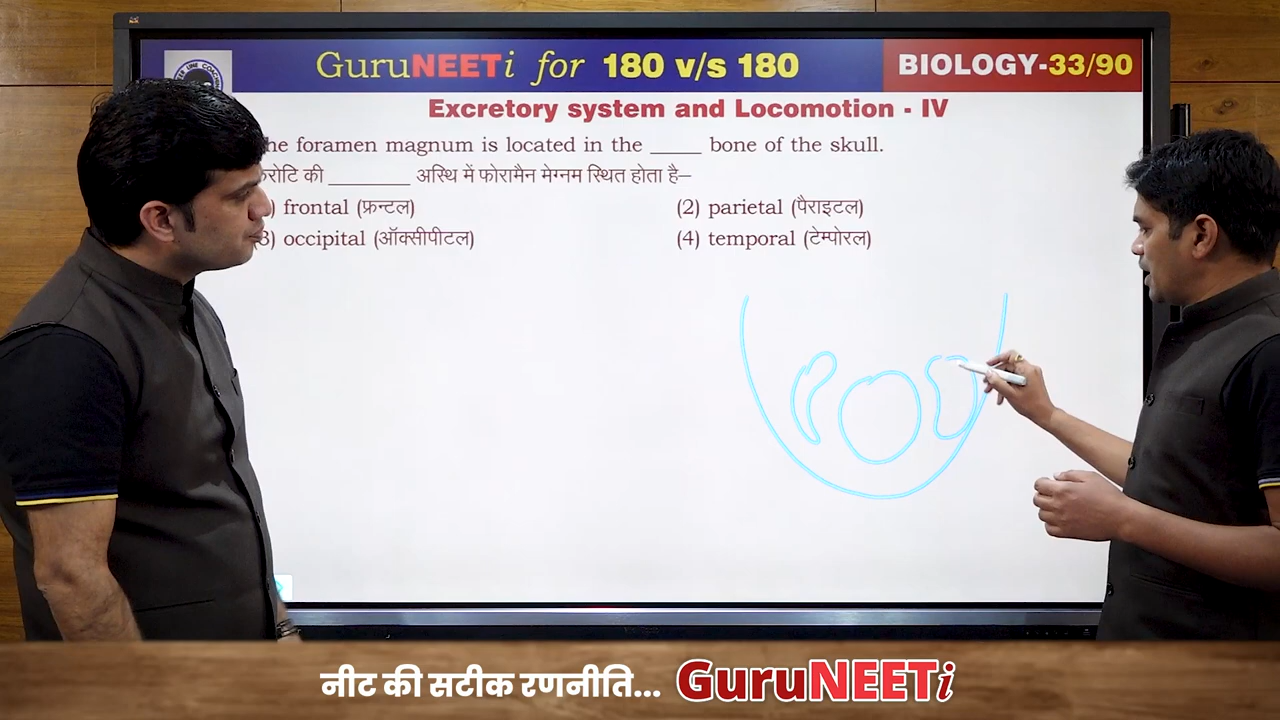 GuruNEETi for 180 v/s 180
BIOLOGY-33/90
Excretory system and Locomotion - IV
foramen magnum is located in the _____ bone of the skull.
की ________ अस्थि में फोरामैन मेग्नम स्थित होता है–
frontal (फ्रन्टल)
(2) parietal (पैराइटल)
occipital (ऑक्सीपीटल)
(4) temporal (टेम्पोरल)
नीट की सटीक रणनीति... GuruNEETi